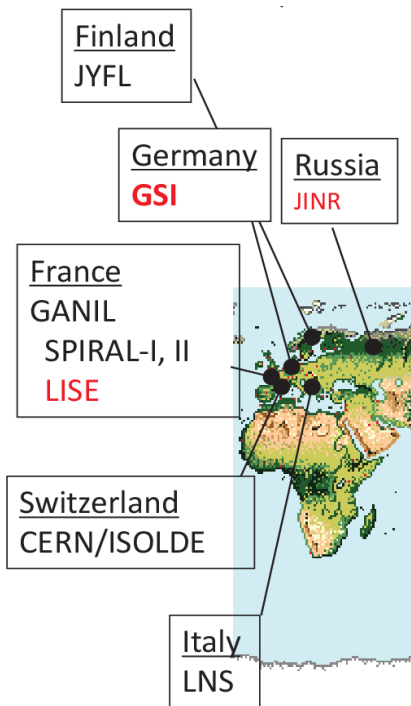 Finland
JYFL
Germany
GSI
Russia
JINR
France
GANIL
SPIRAL-I, II
LISE
Switzerland
CERN/ISOLDE
Italy
LNS